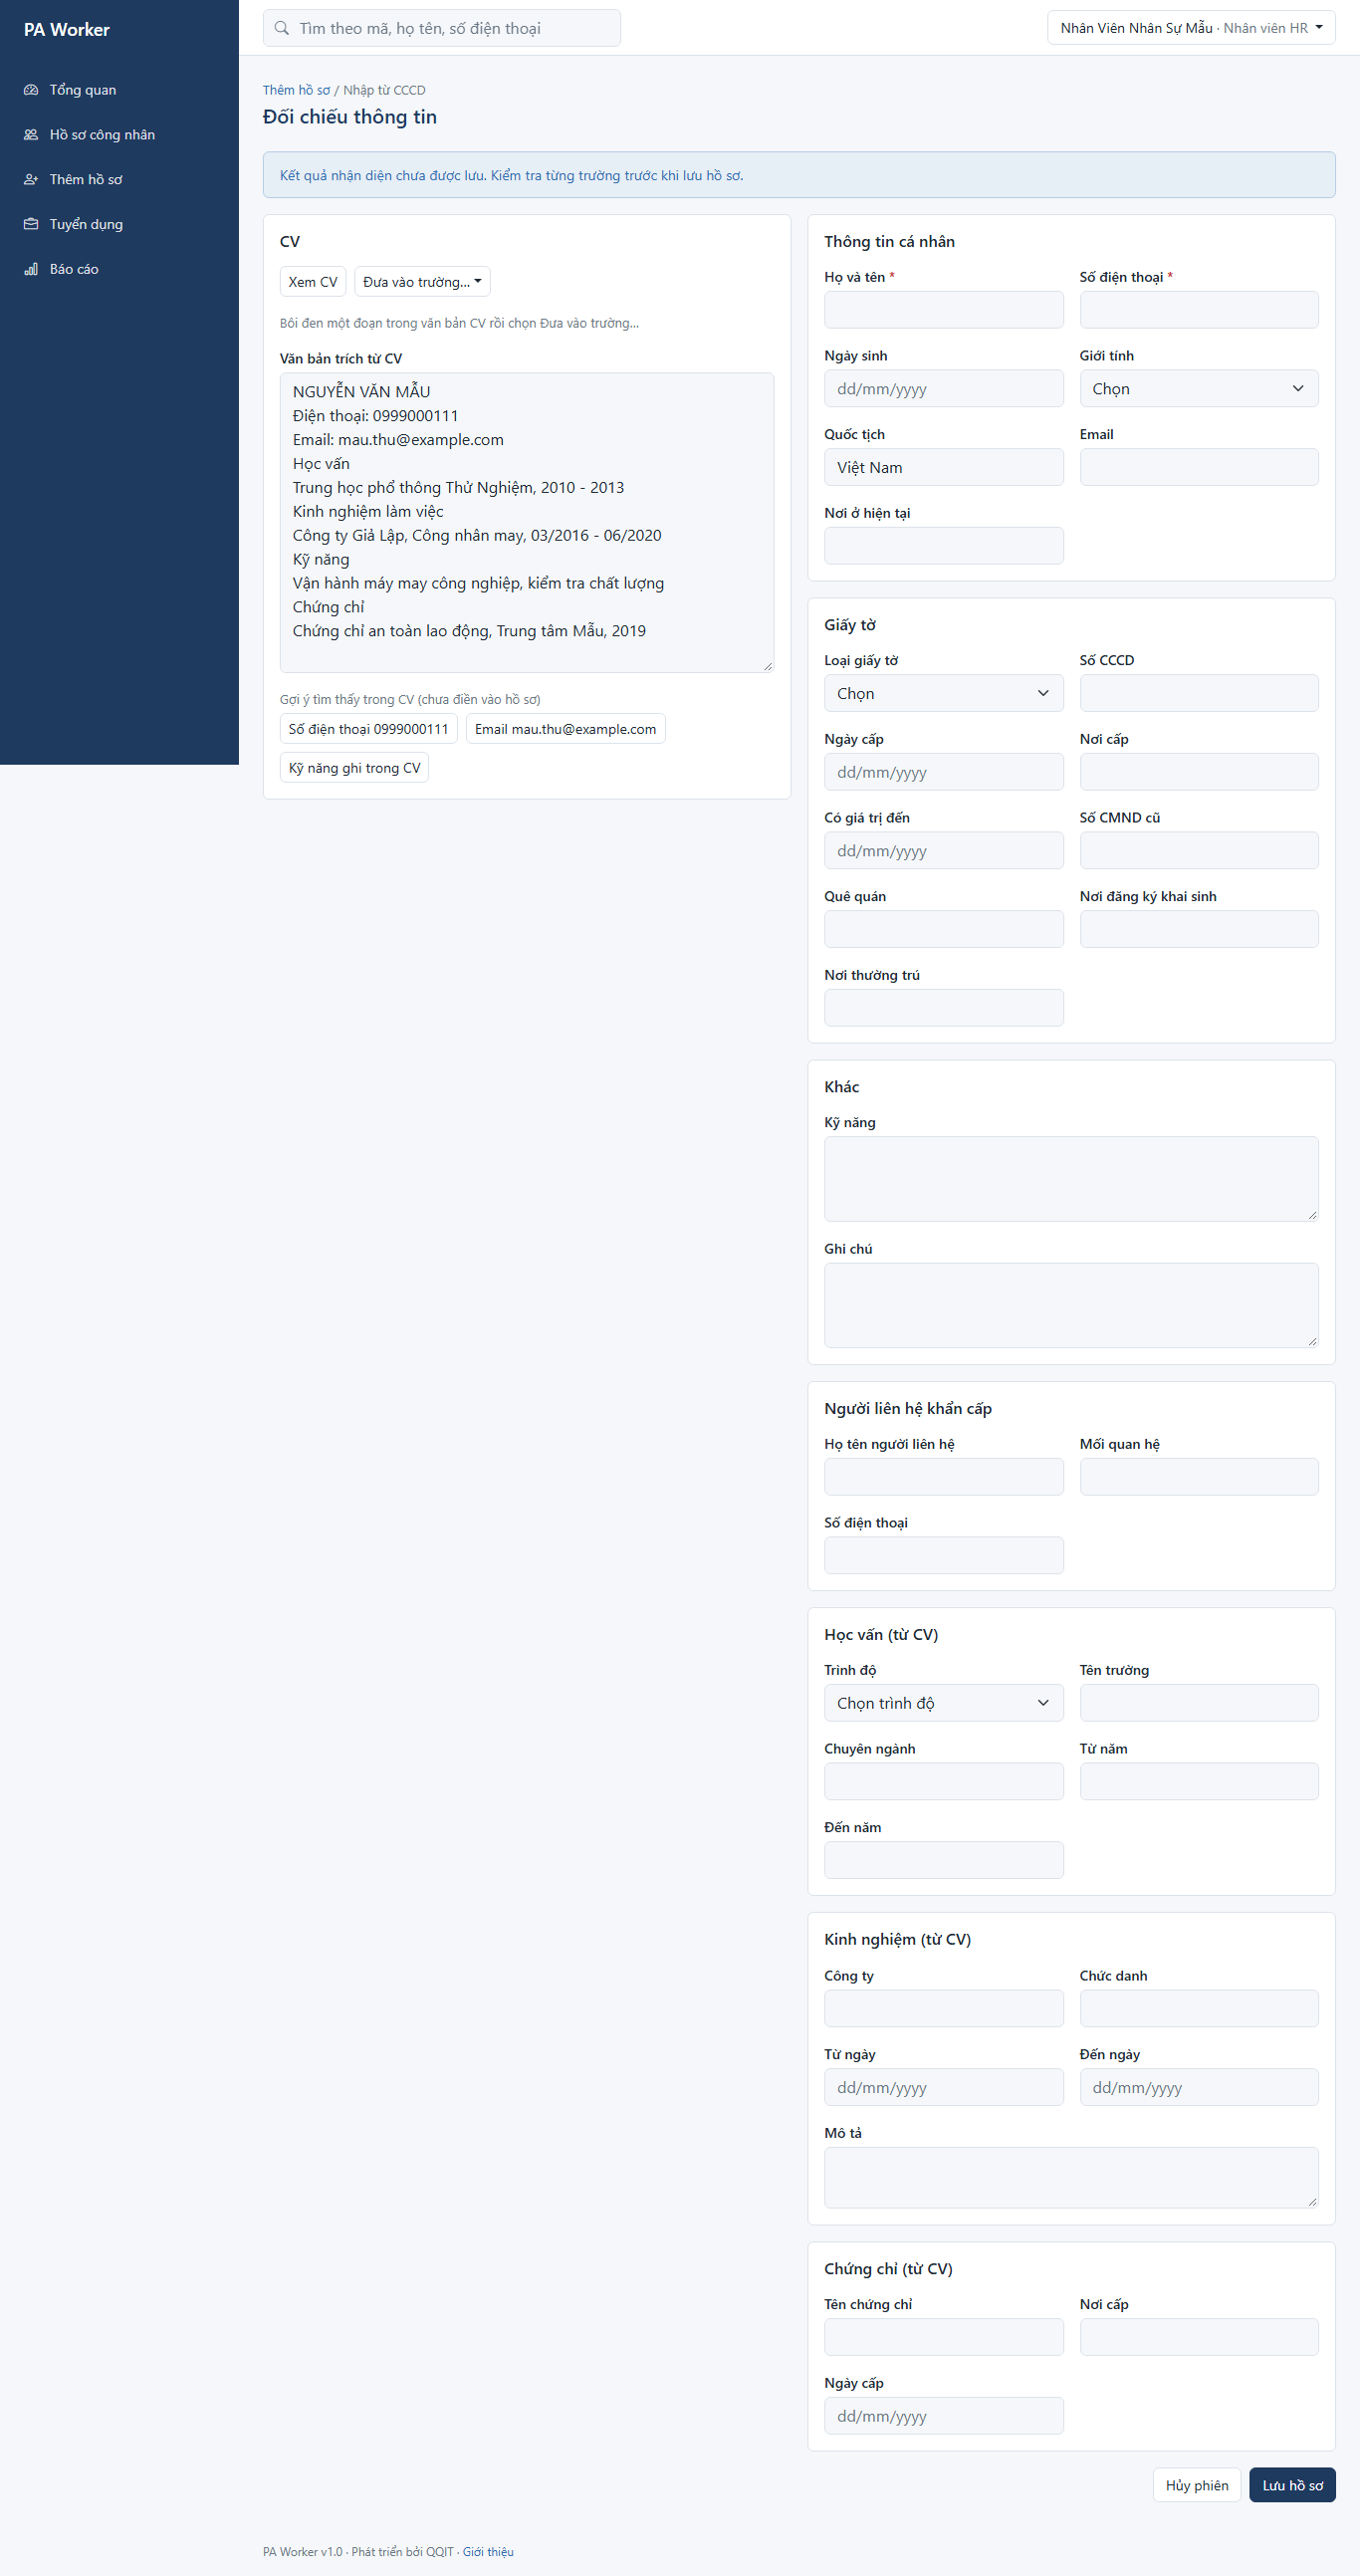 PA Worker
Tổng quan
Hồ sơ công nhân
Thêm hồ sơ
Tuyển dụng
Báo cáo
Tìm theo mã, họ tên, số điện thoại
Nhân Viên Nhân Sự Mẫu · Nhân viên HR
Thêm hồ sơ / Nhập từ CCCD
Đối chiếu thông tin
Kết quả nhận diện chưa được lưu. Kiểm tra từng trường trước khi lưu hồ sơ.
CV
Xem CV Đưa vào trường...
Bôi đen một đoạn trong văn bản CV rồi chọn Đưa vào trường...
Văn bản trích từ CV
NGUYỄN VĂN MẪU
Điện thoại: 0999000111
Email: mau.thu@example.com
Học vấn
Trung học phổ thông Thử Nghiệm, 2010 - 2013
Kinh nghiệm làm việc
Công ty Giả Lập, Công nhân may, 03/2016 - 06/2020
Kỹ năng
Vận hành máy may công nghiệp, kiểm tra chất lượng
Chứng chỉ
Chứng chỉ an toàn lao động, Trung tâm Mẫu, 2019
Gợi ý tìm thấy trong CV (chưa điền vào hồ sơ)
Số điện thoại 0999000111 Email mau.thu@example.com
Kỹ năng ghi trong CV
Thông tin cá nhân
Họ và tên * Số điện thoại *
Ngày sinh Giới tính
dd/mm/yyyy Chọn
Quốc tịch Email
Việt Nam
Nơi ở hiện tại
Giấy tờ
Loại giấy tờ Số CCCD
Chọn
Ngày cấp Nơi cấp
dd/mm/yyyy
Có giá trị đến Số CMND cũ
dd/mm/yyyy
Quê quán Nơi đăng ký khai sinh
Nơi thường trú
Khác
Kỹ năng
Ghi chú
Người liên hệ khẩn cấp
Họ tên người liên hệ Mối quan hệ
Số điện thoại
Học vấn (từ CV)
Trình độ Tên trường
Chọn trình độ
Chuyên ngành Từ năm
Đến năm
Kinh nghiệm (từ CV)
Công ty Chức danh
Từ ngày Đến ngày
dd/mm/yyyy dd/mm/yyyy
Mô tả
Chứng chỉ (từ CV)
Tên chứng chỉ Nơi cấp
Ngày cấp
dd/mm/yyyy
Hủy phiên Lưu hồ sơ
PA Worker v1.0 · Phát triển bởi QQIT · Giới thiệu